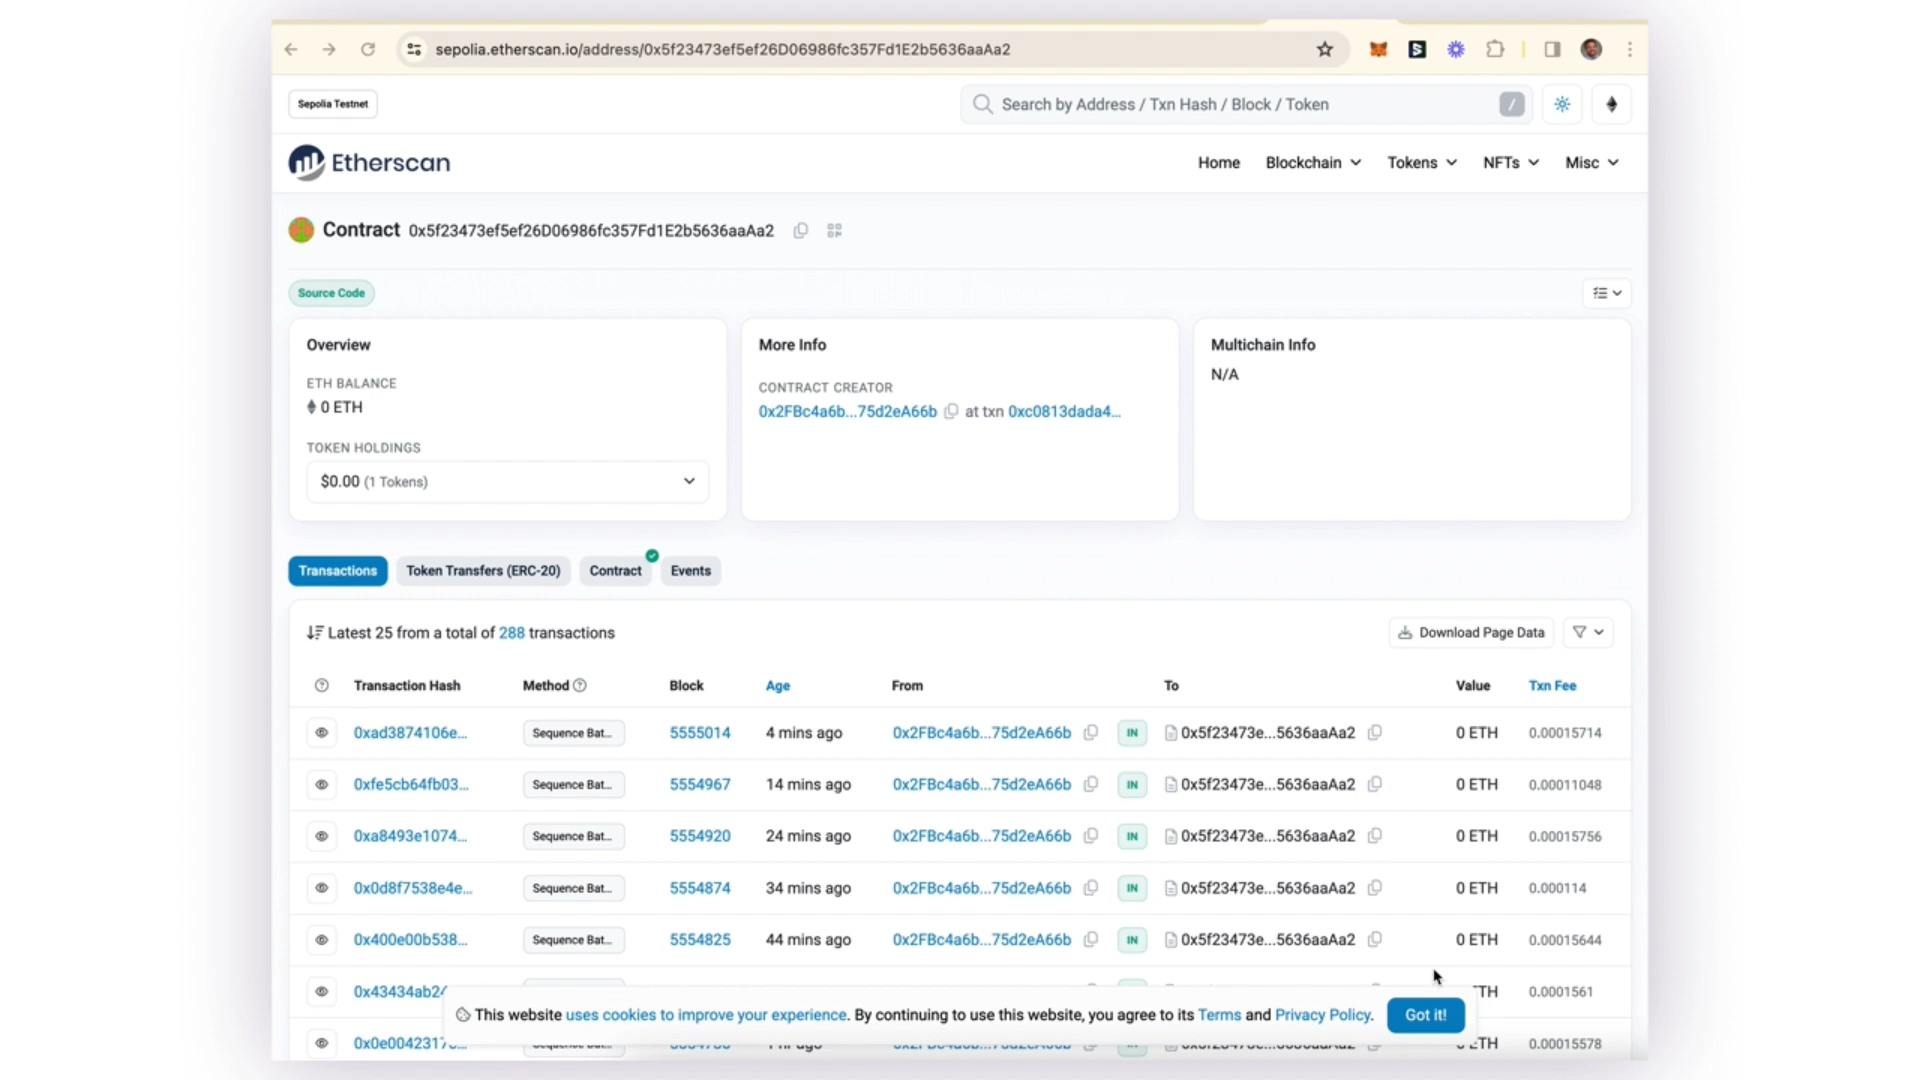 sepolia.etherscan.io/address/0x5f23473ef5ef26D06986fc357Fd1E2b5636aaAa2
Sepolia Testnet
Search by Address / Txn Hash / Block / Token
/
Etherscan
Home Blockchain Tokens NFTs Misc
Contract 0x5f23473ef5ef26D06986fc357Fd1E2b5636aaAa2
Source Code
Overview
ETH BALANCE
0 ETH
TOKEN HOLDINGS
$0.00 (1 Tokens)
More Info
CONTRACT CREATOR
0x2FBc4a6b...75d2eA66b at txn 0xc0813dada4...
Multichain Info
N/A
Transactions Token Transfers (ERC-20) Contract Events
Latest 25 from a total of 288 transactions
Download Page Data
Transaction Hash Method Block Age From To Value Txn Fee
0xad3874106e... Sequence Bat... 5555014 4 mins ago 0x2FBc4a6b...75d2eA66b IN 0x5f23473e...5636aaAa2 0 ETH 0.00015714
0xfe5cb64fb03... Sequence Bat... 5554967 14 mins ago 0x2FBc4a6b...75d2eA66b IN 0x5f23473e...5636aaAa2 0 ETH 0.00011048
0xa8493e1074... Sequence Bat... 5554920 24 mins ago 0x2FBc4a6b...75d2eA66b IN 0x5f23473e...5636aaAa2 0 ETH 0.00015756
0x0d8f7538e4e... Sequence Bat... 5554874 34 mins ago 0x2FBc4a6b...75d2eA66b IN 0x5f23473e...5636aaAa2 0 ETH 0.000114
0x400e00b538... Sequence Bat... 5554825 44 mins ago 0x2FBc4a6b...75d2eA66b IN 0x5f23473e...5636aaAa2 0 ETH 0.00015644
0x43434ab24 0.0001561
This website uses cookies to improve your experience. By continuing to use this website, you agree to its Terms and Privacy Policy.
Got it!
0.00015578